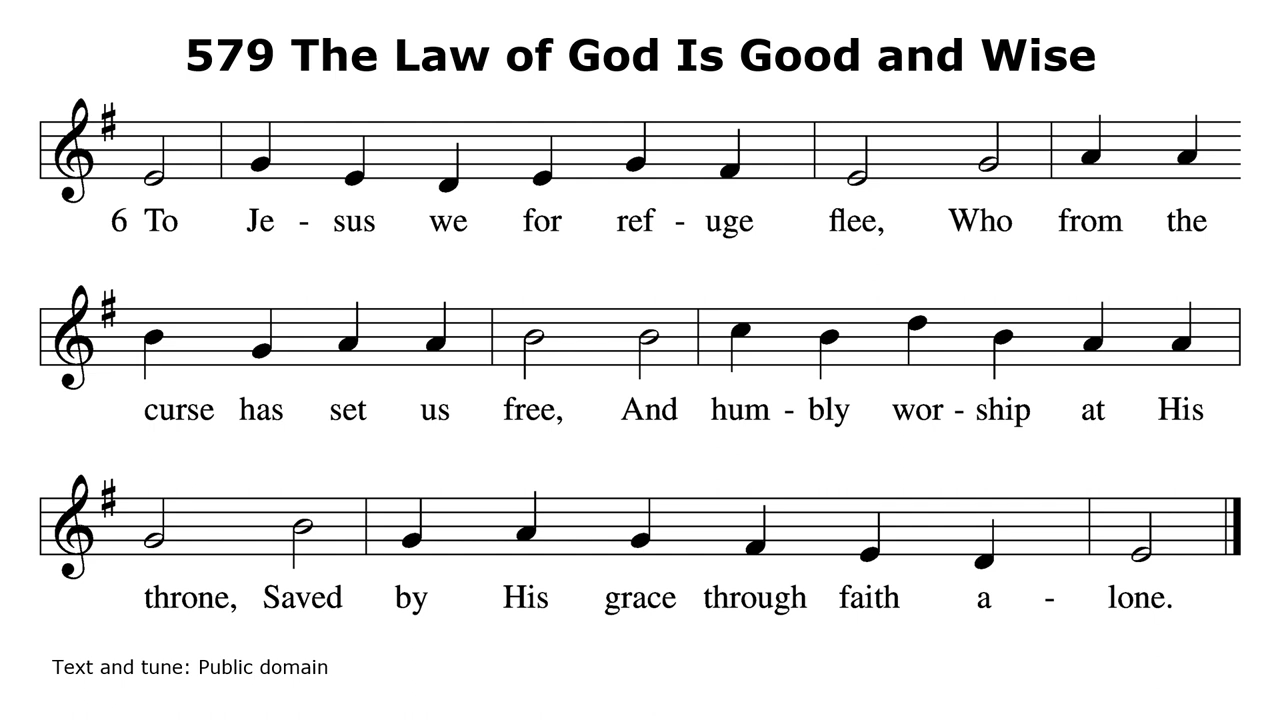 579 The Law of God Is Good and Wise
6 To Je - sus we for ref - uge flee, Who from the
curse has set us free, And hum - bly wor - ship at His
throne, Saved by His grace through faith a - lone.
Text and tune: Public domain